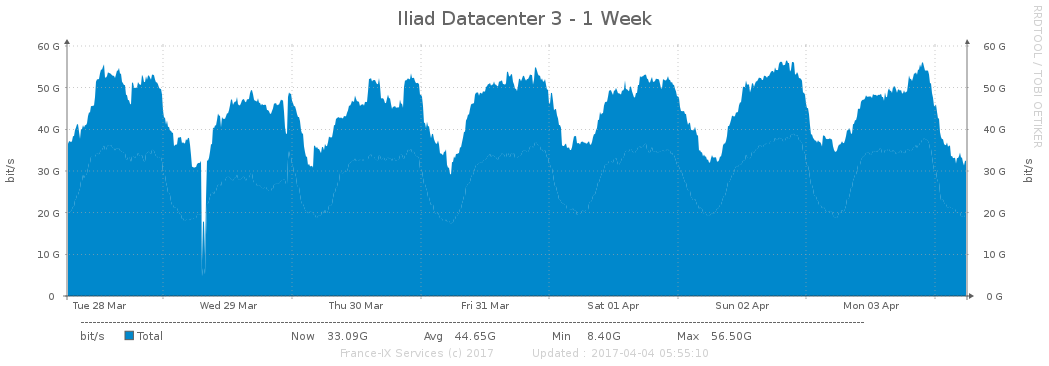 Iliad Datacenter 3 - 1 Week
RRDTOOL / TOBI OETIKER
60 G 60 G
50 G 50 G
40 G 40 G
30 G 30 G
20 G 20 G
10 G 10 G
0 0 G
bit/s bit/s
Tue 28 Mar Wed 29 Mar Thu 30 Mar Fri 31 Mar Sat 01 Apr Sun 02 Apr Mon 03 Apr
bit/s Total Now 33.09G Avg 44.65G Min 8.40G Max 56.50G
France-IX Services (c) 2017 Updated : 2017-04-04 05:55:10